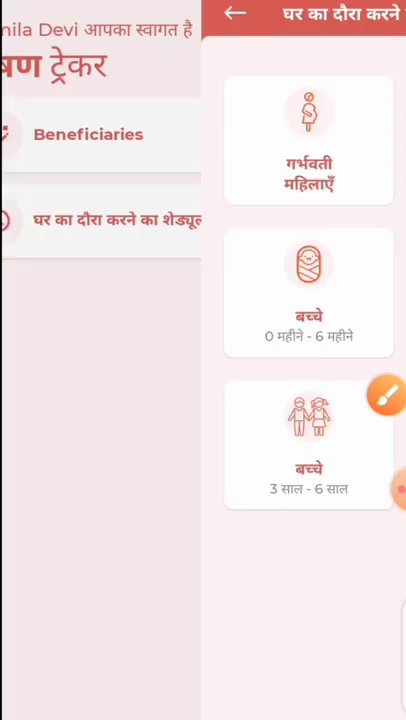 nila Devi आपका स्वागत है
षण ट्रेकर
Beneficiaries
घर का दौरा करने का शेड्यूल
घर का दौरा करने
गर्भवती
महिलाएँ
बच्चे
0 महीने - 6 महीने
बच्चे
3 साल - 6 साल